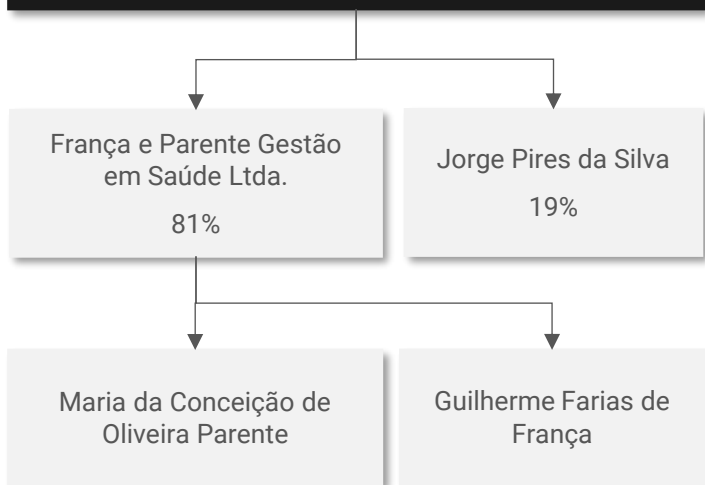 França e Parente Gestão
em Saúde Ltda.
81%
Jorge Pires da Silva
19%
Maria da Conceição de
Oliveira Parente
Guilherme Farias de
França